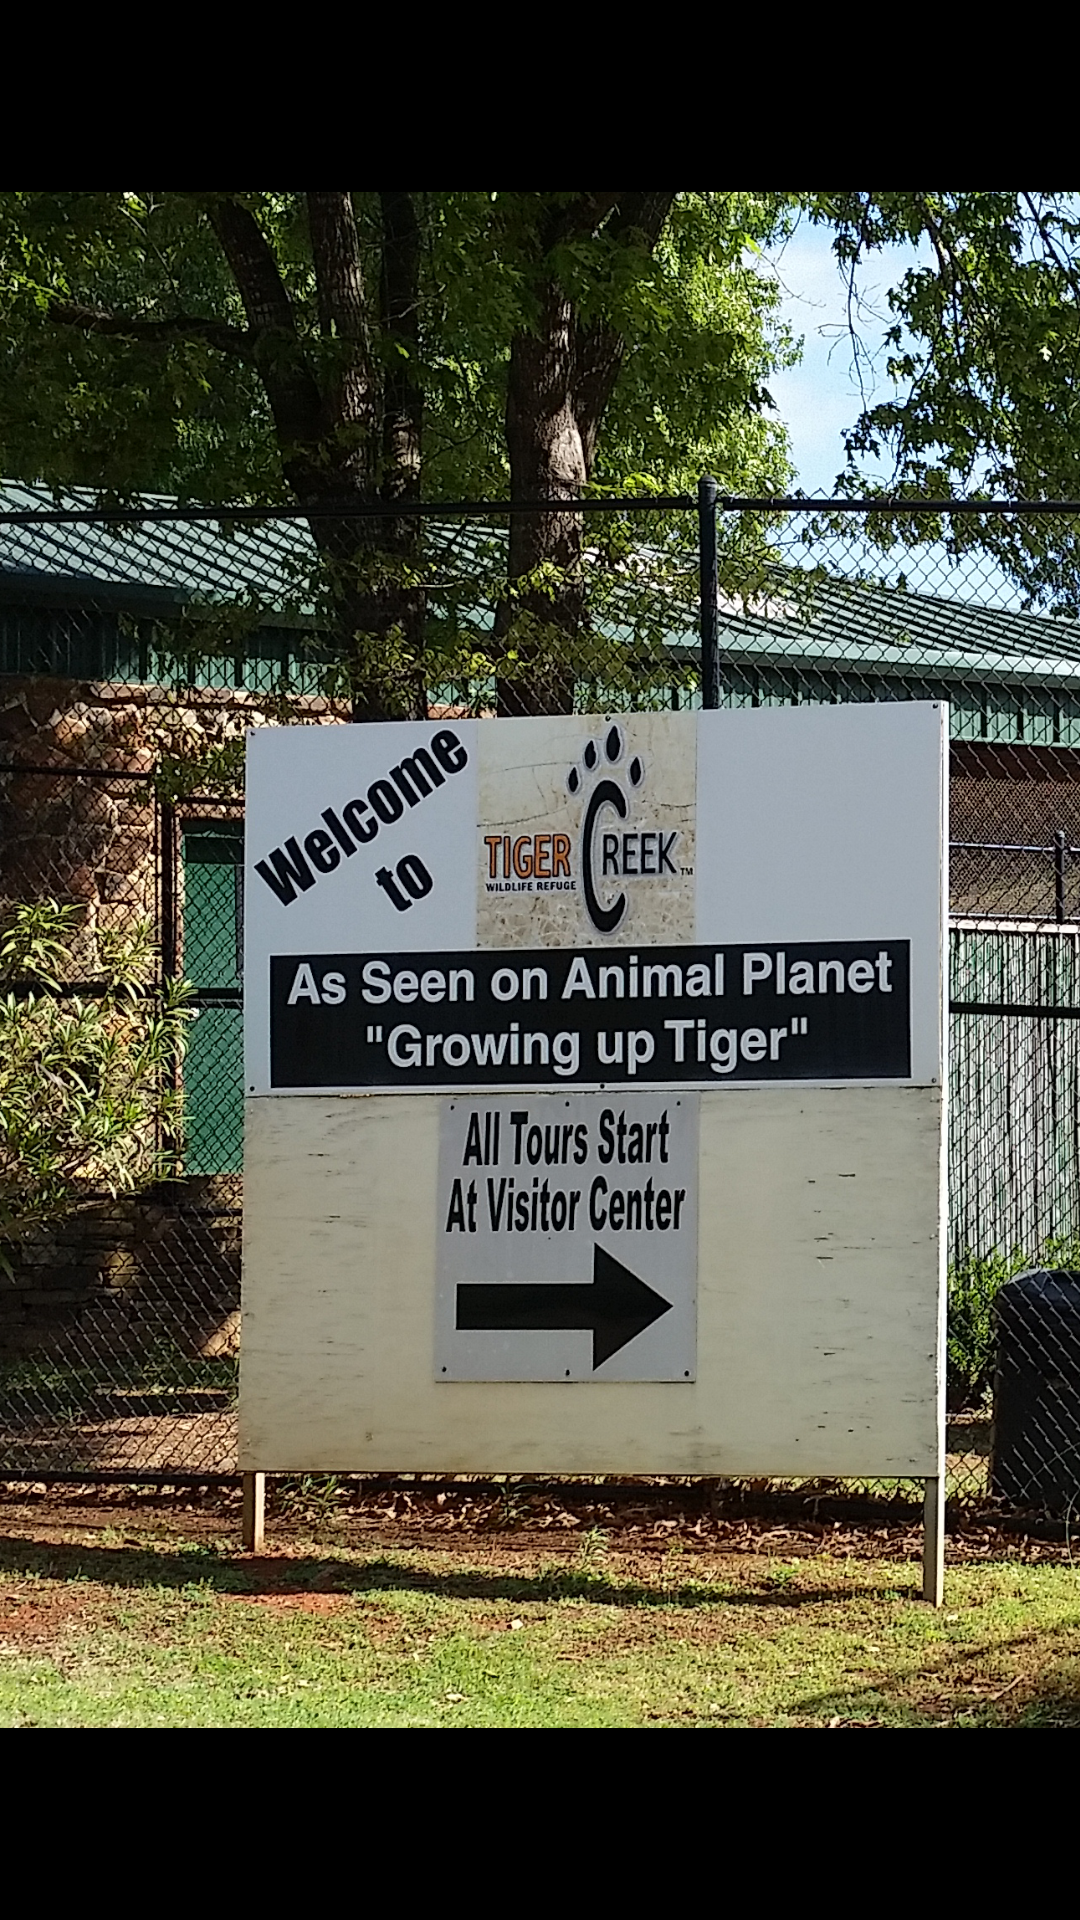 Welcome
to
TIGER CREEK™
WILDLIFE REFUGE
As Seen on Animal Planet
"Growing up Tiger"
All Tours Start
At Visitor Center